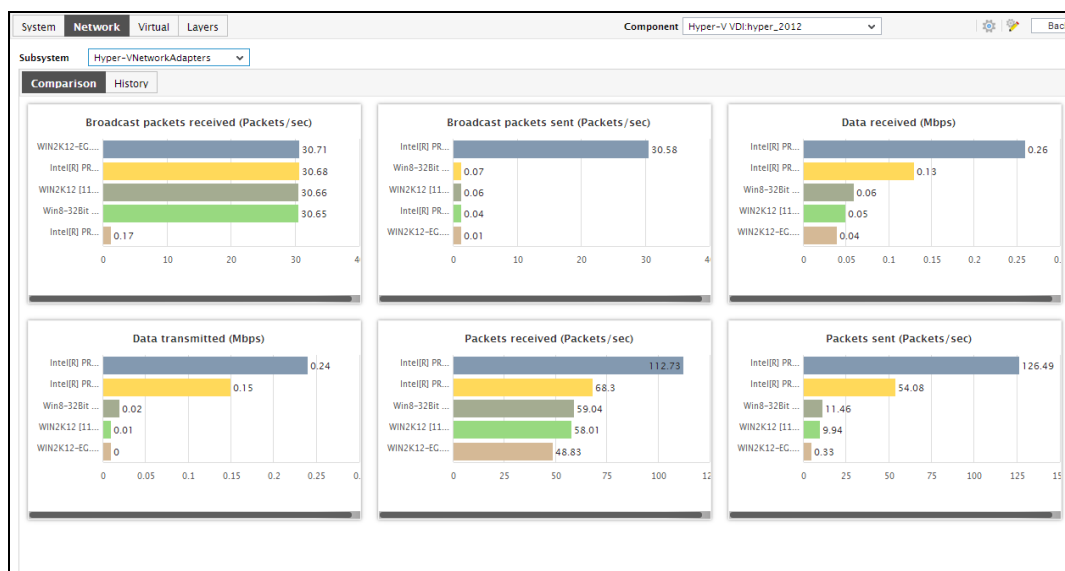 System Network Virtual Layers Component Hyper-V VDI:hyper_2012 Bac
Subsystem Hyper-VNetworkAdapters
Comparison History
Broadcast packets received (Packets/sec)
WIN2K12-EG.... 30.71
Intel[R] PR... 30.68
WIN2K12 [11... 30.66
Win8-32Bit ... 30.65
Intel[R] PR... 0.17
0 10 20 30 4
Broadcast packets sent (Packets/sec)
Intel[R] PR... 30.58
Win8-32Bit ... 0.07
WIN2K12 [11... 0.06
Intel[R] PR... 0.04
WIN2K12-EG.... 0.01
0 10 20 30 4
Data received (Mbps)
Intel[R] PR... 0.26
Intel[R] PR... 0.13
Win8-32Bit ... 0.06
WIN2K12 [11... 0.05
WIN2K12-EG.... 0.04
0 0.05 0.1 0.15 0.2 0.25 0.
Data transmitted (Mbps)
Intel[R] PR... 0.24
Intel[R] PR... 0.15
Win8-32Bit ... 0.02
WIN2K12 [11... 0.01
WIN2K12-EG.... 0
0 0.05 0.1 0.15 0.2 0.25 0.
Packets received (Packets/sec)
Intel[R] PR... 112.73
Intel[R] PR... 68.3
Win8-32Bit ... 59.04
WIN2K12 [11... 58.01
WIN2K12-EG.... 48.83
0 25 50 75 100 12
Packets sent (Packets/sec)
Intel[R] PR... 126.49
Intel[R] PR... 54.08
Win8-32Bit ... 11.46
WIN2K12 [11... 9.94
WIN2K12-EG.... 0.33
0 25 50 75 100 125 15